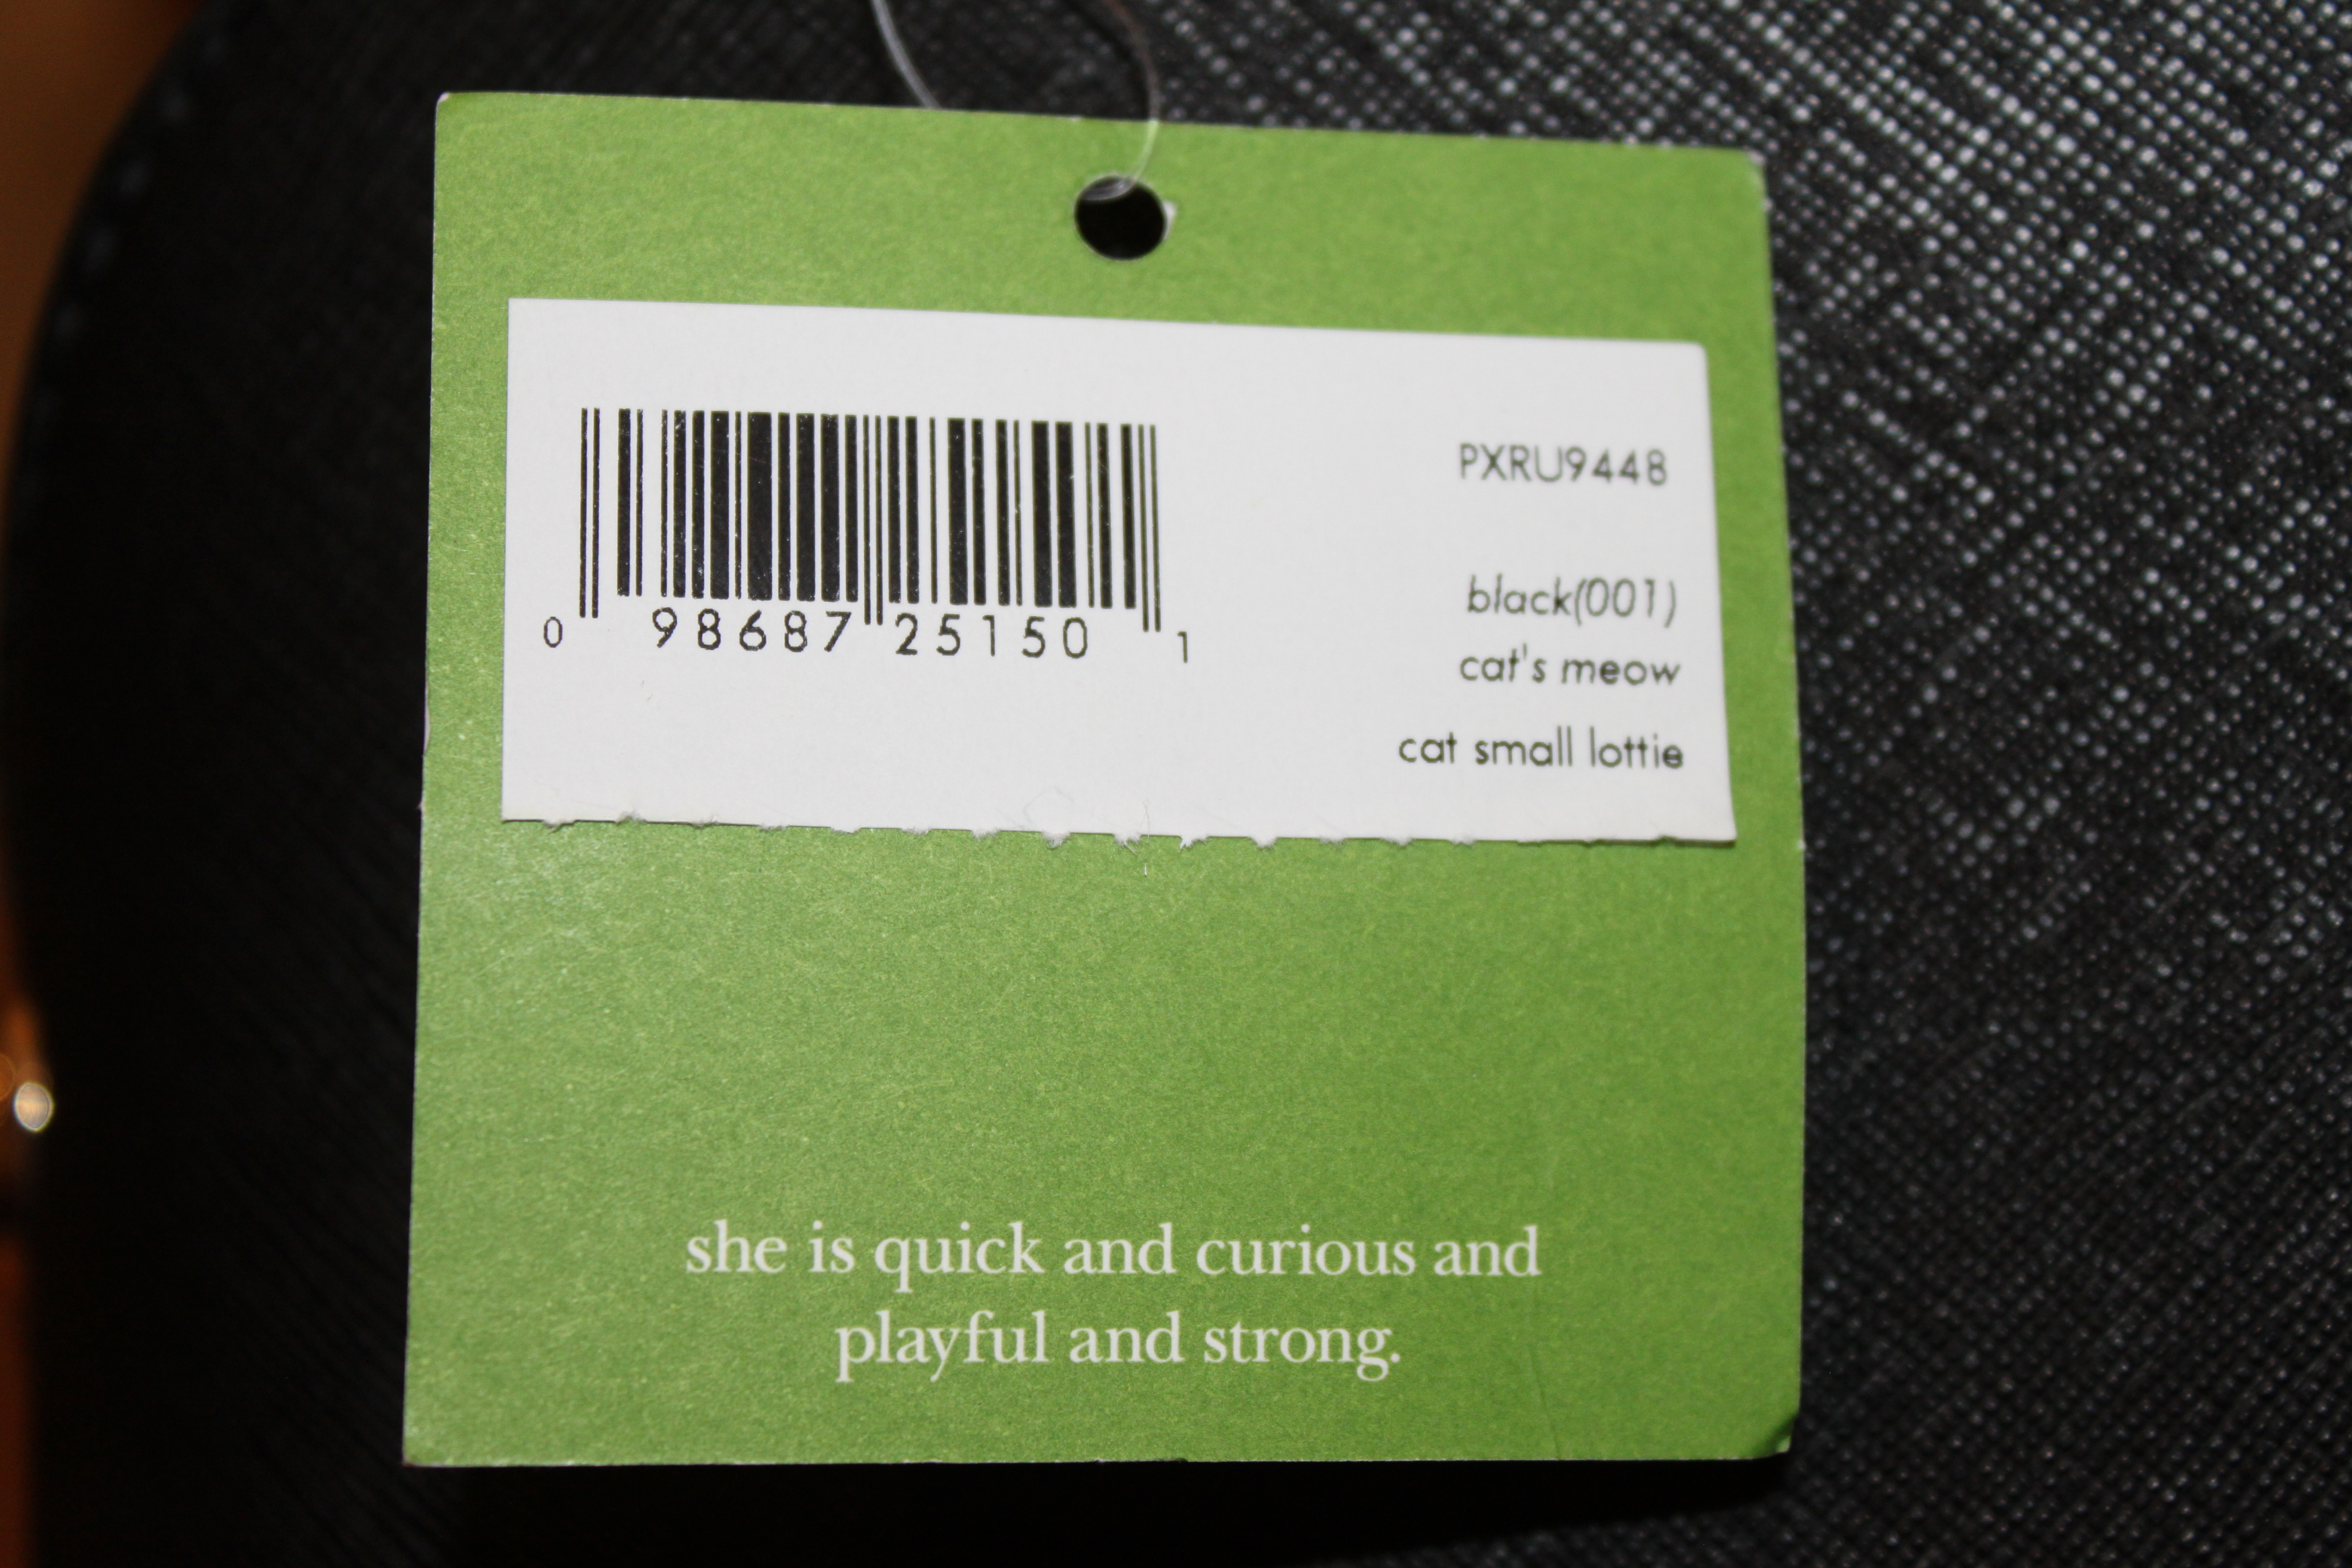 PXRU9448
0 98687 25150 1
black(001)
cat's meow
cat small lottie
she is quick and curious and
playful and strong.